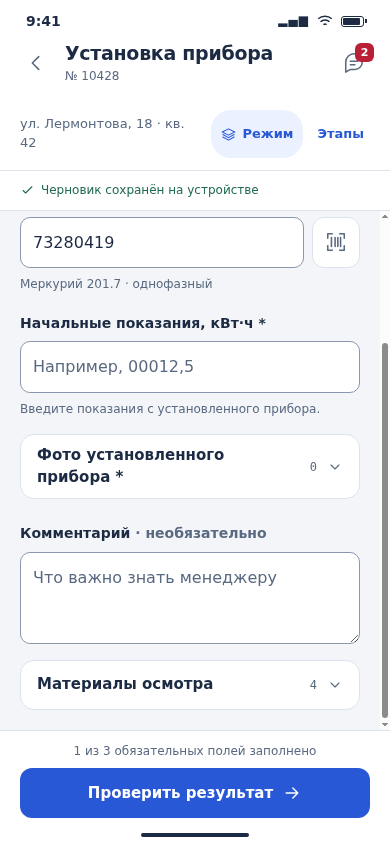 9:41
Установка прибора
№ 10428
2
ул. Лермонтова, 18 · кв.
42
Режим
Этапы
Черновик сохранён на устройстве
73280419
Меркурий 201.7 · однофазный
Начальные показания, кВт·ч *
Например, 00012,5
Введите показания с установленного прибора.
Фото установленного
прибора *
0
Комментарий · необязательно
Что важно знать менеджеру
Материалы осмотра
4
1 из 3 обязательных полей заполнено
Проверить результат